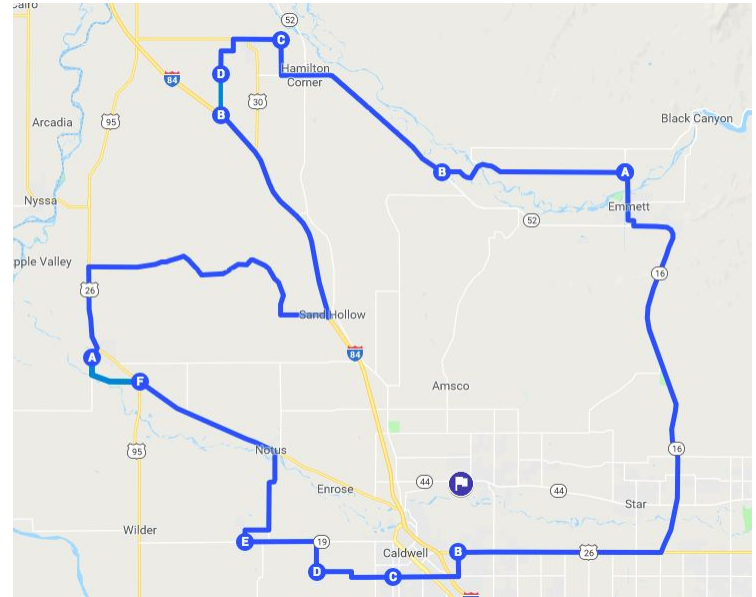 52
C
84
D
Hamilton
Corner
30
B
Arcadia
95
Black Canyon
B
A
Nyssa
Emmett
52
pple Valley
16
26
Sand Hollow
84
A
F
Amsco
95
Notus
16
44
44
Enrose
Star
Wilder
E
19
Caldwell
B
26
D
C